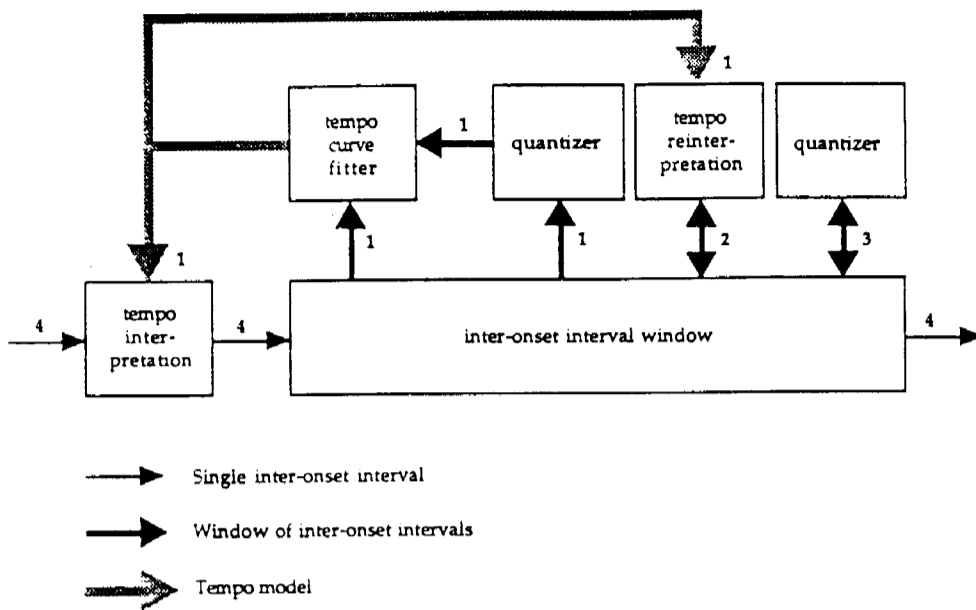 1
tempo
curve
fitter
1
quantizer
tempo
reinter-
pretation
quantizer
1
1
2
3
1
4
tempo
inter-
pretation
4
inter-onset interval window
4
Single inter-onset interval
Window of inter-onset intervals
Tempo model